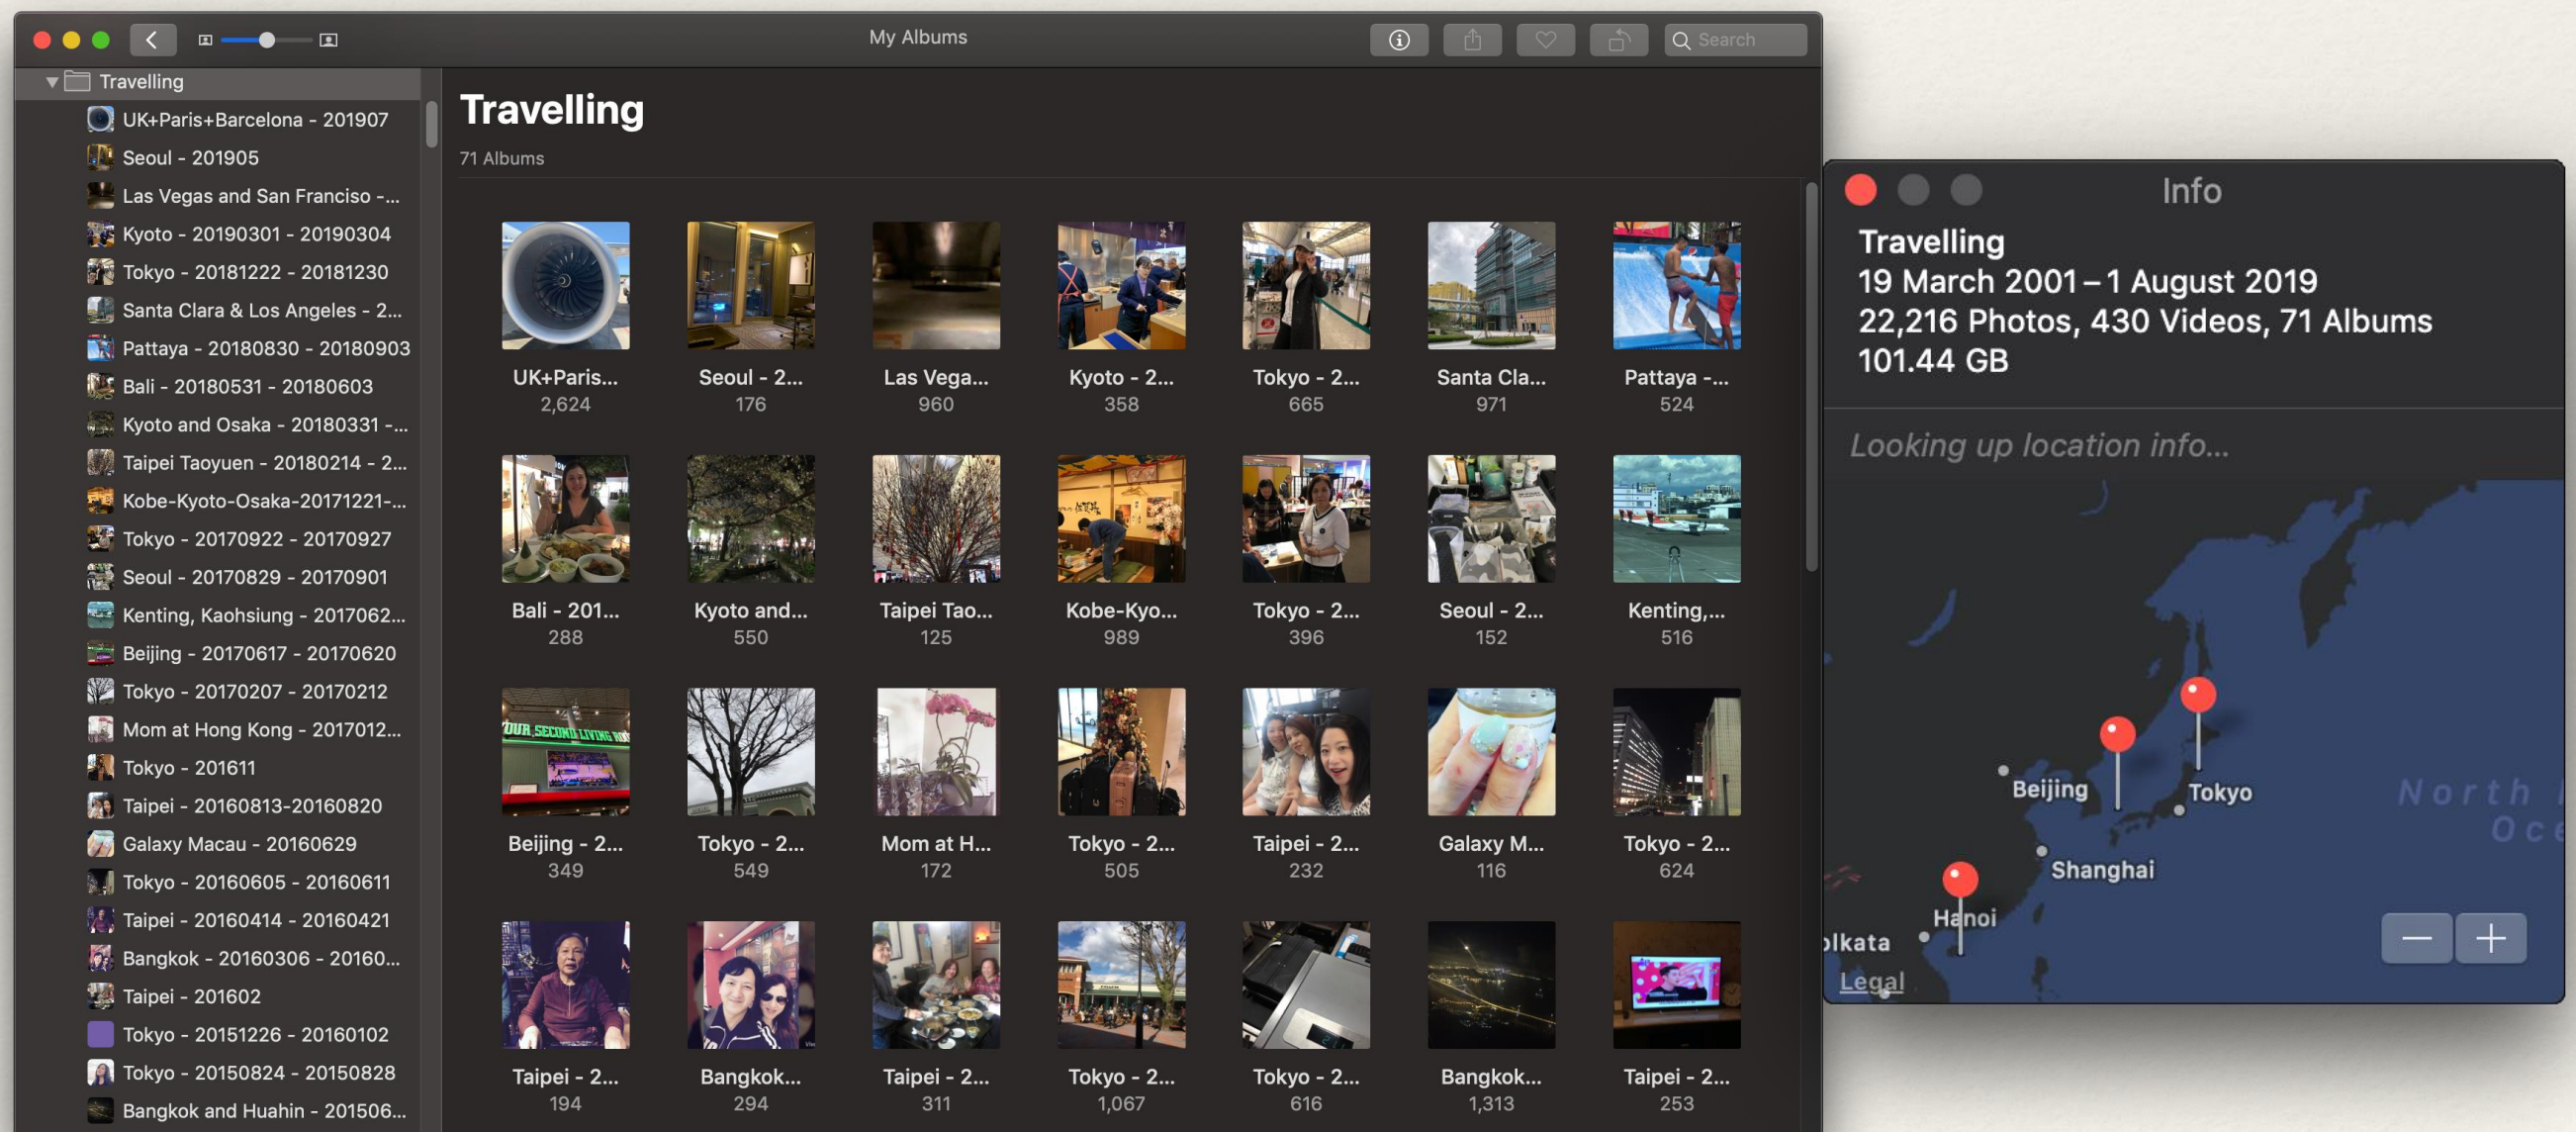 My Albums
Search
Travelling
UK+Paris+Barcelona - 201907
Seoul - 201905
Las Vegas and San Franciso -...
Kyoto - 20190301 - 20190304
Tokyo - 20181222 - 20181230
Santa Clara & Los Angeles - 2...
Pattaya - 20180830 - 20180903
Bali - 20180531 - 20180603
Kyoto and Osaka - 20180331 -...
Taipei Taoyuen - 20180214 - 2...
Kobe-Kyoto-Osaka-20171221-...
Tokyo - 20170922 - 20170927
Seoul - 20170829 - 20170901
Kenting, Kaohsiung - 2017062...
Beijing - 20170617 - 20170620
Tokyo - 20170207 - 20170212
Mom at Hong Kong - 2017012...
Tokyo - 201611
Taipei - 20160813-20160820
Galaxy Macau - 20160629
Tokyo - 20160605 - 20160611
Taipei - 20160414 - 20160421
Bangkok - 20160306 - 20160...
Taipei - 201602
Tokyo - 20151226 - 20160102
Tokyo - 20150824 - 20150828
Bangkok and Huahin - 201506...
Travelling
71 Albums
UK+Paris... Seoul - 2... Las Vega... Kyoto - 2... Tokyo - 2... Santa Cla... Pattaya -...
2,624 176 960 358 665 971 524
Bali - 201... Kyoto and... Taipei Tao... Kobe-Kyo... Tokyo - 2... Seoul - 2... Kenting,...
288 550 125 989 396 152 516
OUR SECOND LIVING
Beijing - 2... Tokyo - 2... Mom at H... Tokyo - 2... Taipei - 2... Galaxy M... Tokyo - 2...
349 549 172 505 232 116 624
Taipei - 2... Bangkok... Taipei - 2... Tokyo - 2... Tokyo - 2... Bangkok... Taipei - 2...
194 294 311 1,067 616 1,313 253
Info
Travelling
19 March 2001 – 1 August 2019
22,216 Photos, 430 Videos, 71 Albums
101.44 GB
Looking up location info...
Beijing
Tokyo
North
Oce
Shanghai
Hanoi
olkata
Legal